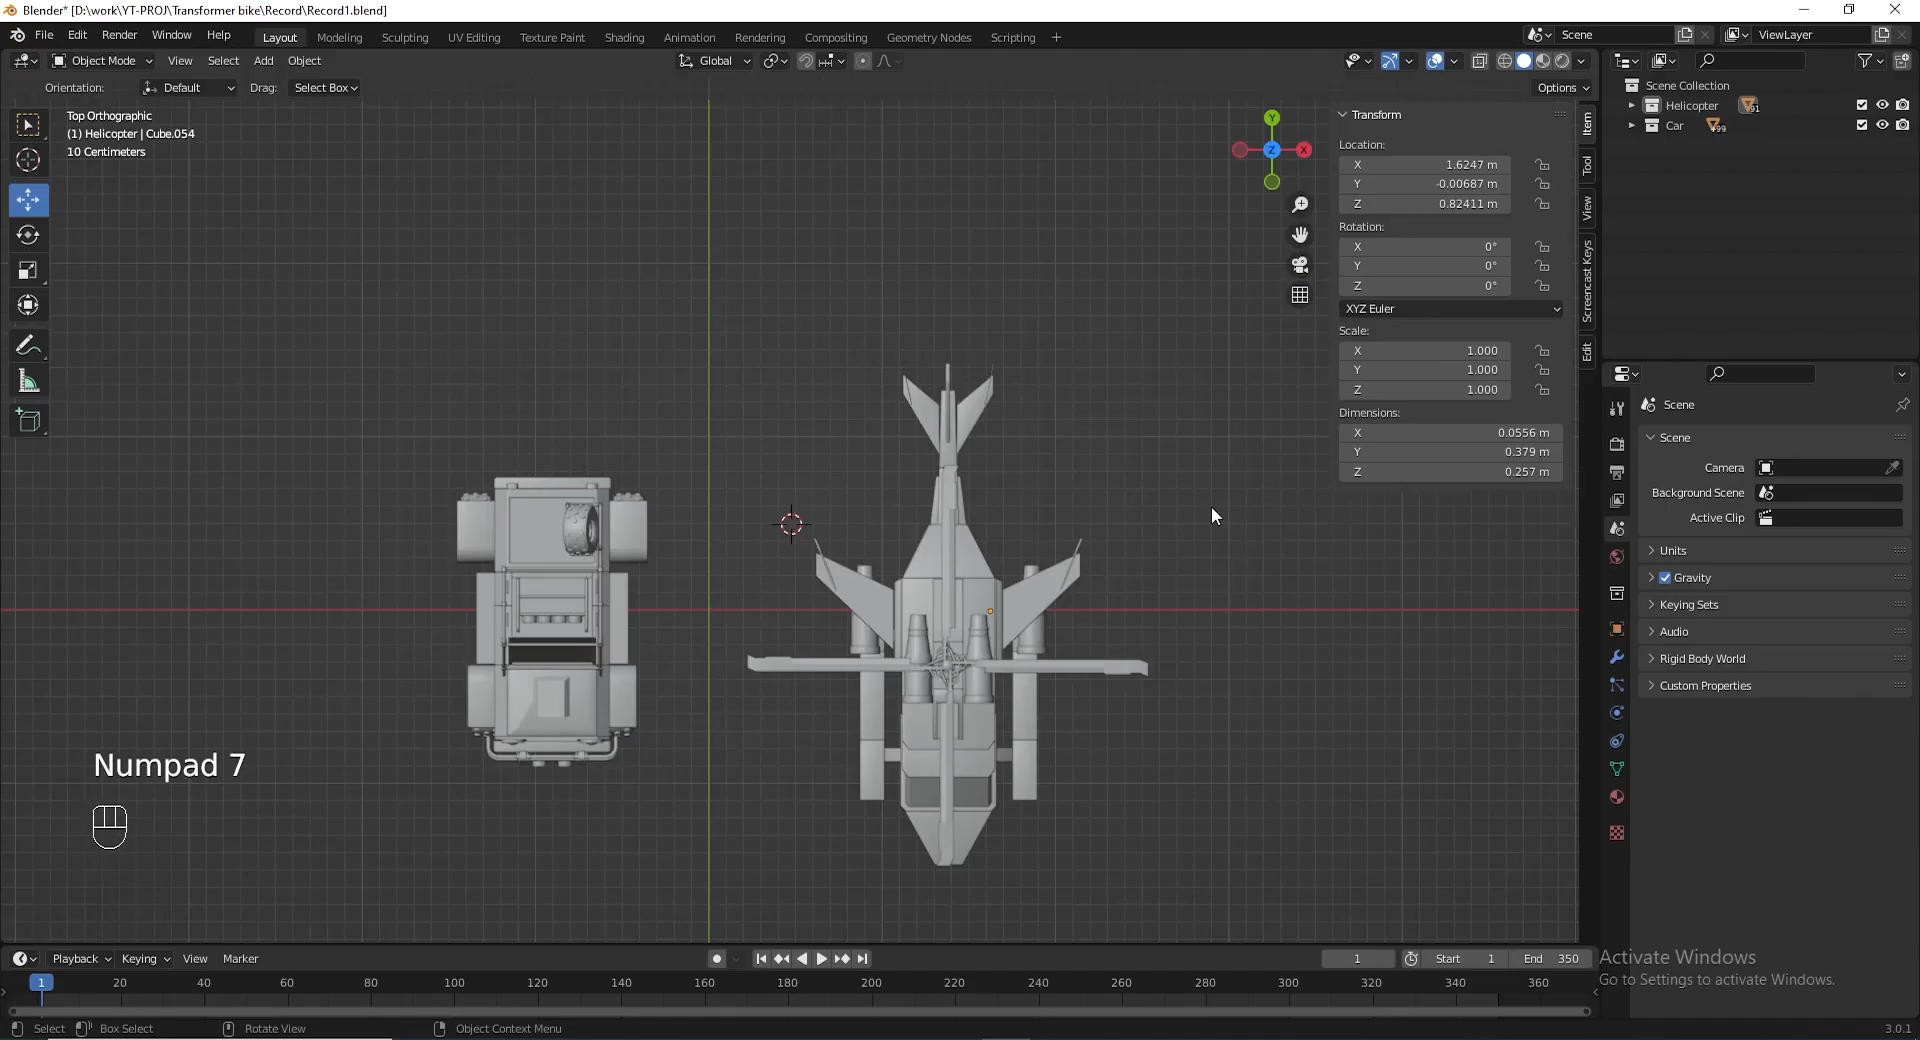 Blender* [D:\work\YT-PROJ\Transformer bike\Record\Record1.blend]
File Edit Render Window Help Layout Modeling Sculpting UV Editing Texture Paint Shading Animation Rendering Compositing Geometry Nodes Scripting + Scene ViewLayer
Object Mode View Select Add Object Global
Orientation: Default Drag: Select Box Options
Top Orthographic
(1) Helicopter | Cube.054
10 Centimeters
Y
Z
X
Transform
Location:
X 1.6247 m
Y -0.00687 m
Z 0.82411 m
Rotation:
X 0°
Y 0°
Z 0°
XYZ Euler
Scale:
X 1.000
Y 1.000
Z 1.000
Dimensions:
X 0.0556 m
Y 0.379 m
Z 0.257 m
Item
Tool
View
Screencast Keys
Edit
Scene Collection
Helicopter 91
Car 99
Scene
Scene
Camera
Background Scene
Active Clip
Units
Gravity
Keying Sets
Audio
Rigid Body World
Custom Properties
Numpad 7
Playback Keying View Marker 1 Start 1 End 350
1 20 40 60 80 100 120 140 160 180 200 220 240 260 280 300 320 340 360
Activate Windows
Go to Settings to activate Windows.
Select Box Select Rotate View Object Context Menu 3.0.1